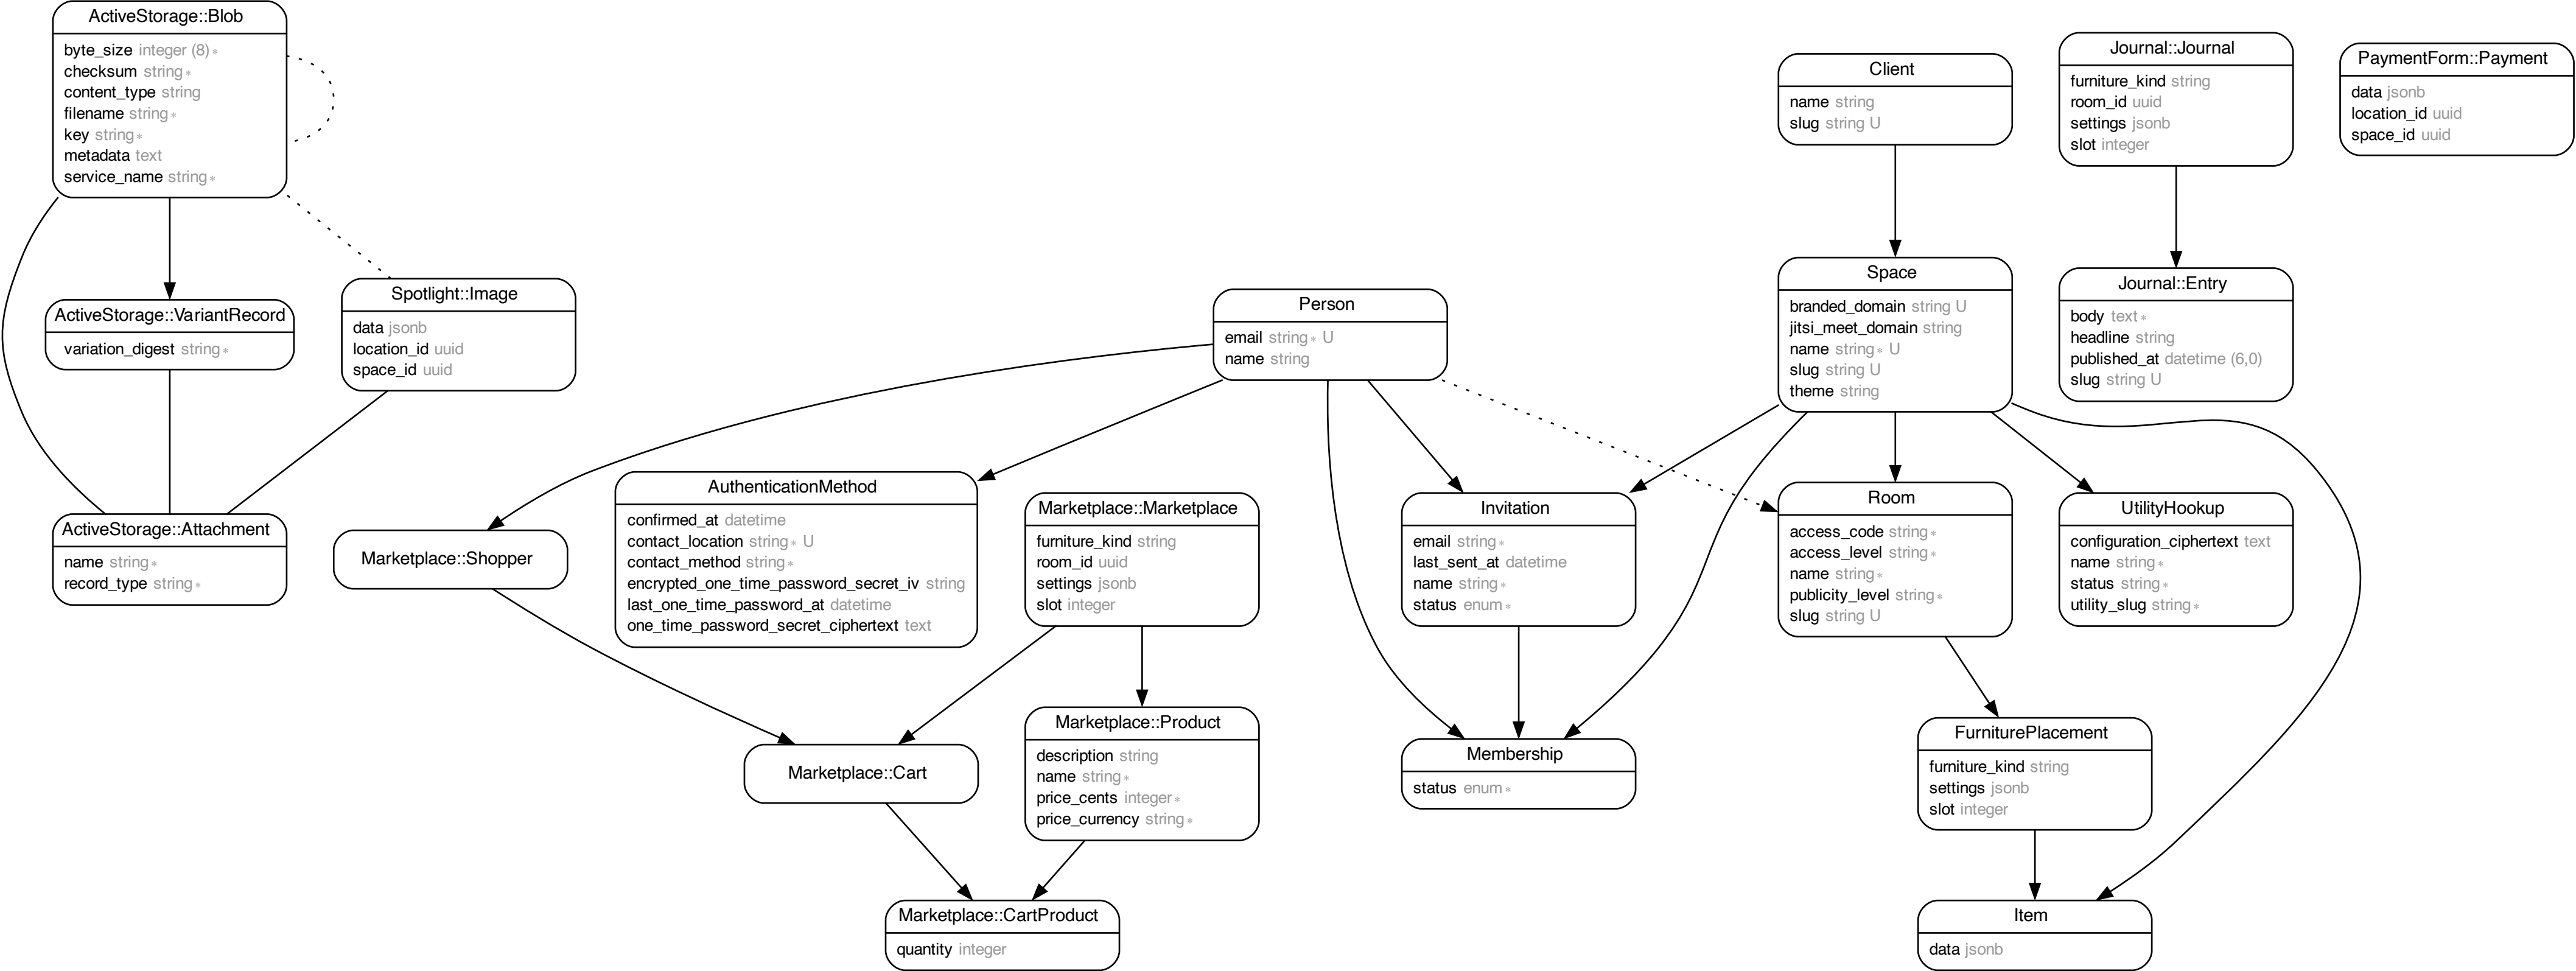 ActiveStorage::Blob
byte_size integer (8) ∗
checksum string ∗
content_type string
filename string ∗
key string ∗
metadata text
service_name string ∗
ActiveStorage::VariantRecord
variation_digest string ∗
Spotlight::Image
data jsonb
location_id uuid
space_id uuid
ActiveStorage::Attachment
name string ∗
record_type string ∗
Marketplace::Shopper
Person
email string ∗ U
name string
AuthenticationMethod
confirmed_at datetime
contact_location string ∗ U
contact_method string ∗
encrypted_one_time_password_secret_iv string
last_one_time_password_at datetime
one_time_password_secret_ciphertext text
Marketplace::Marketplace
furniture_kind string
room_id uuid
settings jsonb
slot integer
Marketplace::Cart
Marketplace::Product
description string
name string ∗
price_cents integer ∗
price_currency string ∗
Marketplace::CartProduct
quantity integer
Invitation
email string ∗
last_sent_at datetime
name string ∗
status enum ∗
Membership
status enum ∗
Client
name string
slug string U
Space
branded_domain string U
jitsi_meet_domain string
name string ∗ U
slug string U
theme string
Room
access_code string ∗
access_level string ∗
name string ∗
publicity_level string ∗
slug string U
UtilityHookup
configuration_ciphertext text
name string ∗
status string ∗
utility_slug string ∗
FurniturePlacement
furniture_kind string
settings jsonb
slot integer
Item
data jsonb
Journal::Journal
furniture_kind string
room_id uuid
settings jsonb
slot integer
Journal::Entry
body text ∗
headline string
published_at datetime (6,0)
slug string U
PaymentForm::Payment
data jsonb
location_id uuid
space_id uuid